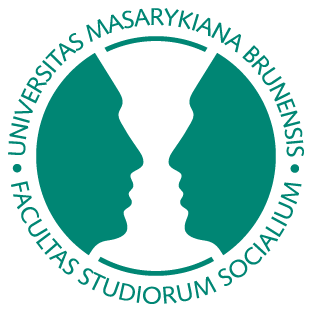 UNIVERSITAS MASARYKIANA BRUNENSIS
• FACULTAS STUDIORUM SOCIALIUM •